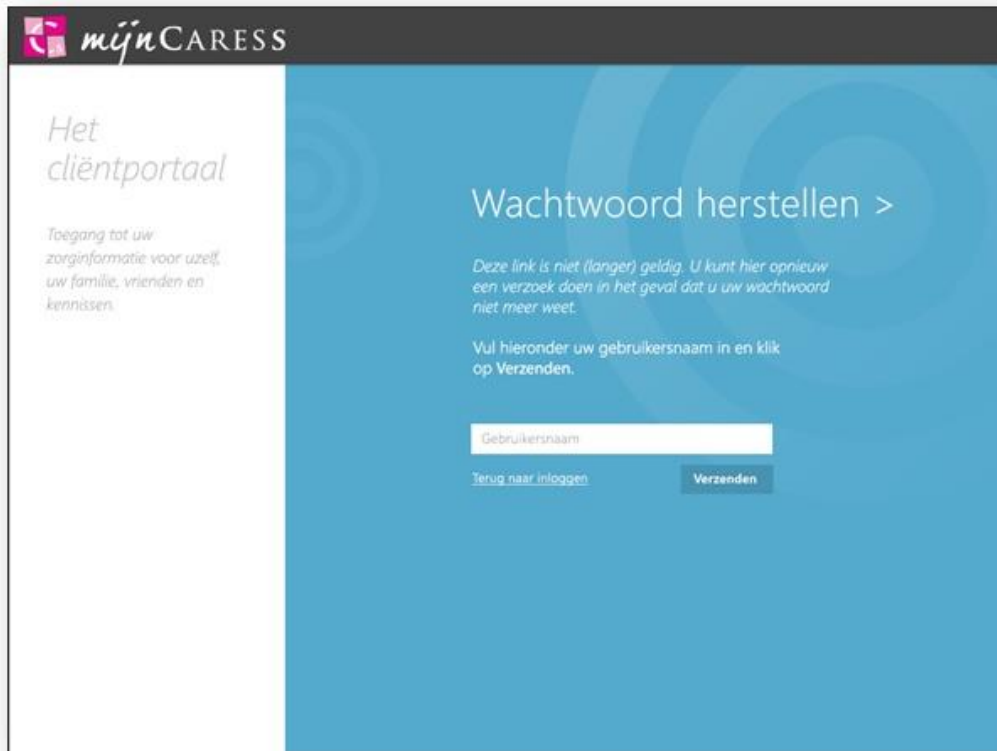 mijnCARESS
Het
cliëntportaal
Toegang tot uw
zorginformatie voor uzelf,
uw familie, vrienden en
kennissen.
Wachtwoord herstellen >
Deze link is niet (langer) geldig. U kunt hier opnieuw
een verzoek doen in het geval dat u uw wachtwoord
niet meer weet.
Vul hieronder uw gebruikersnaam in en klik
op Verzenden.
Gebruikersnaam
Terug naar inloggen
Verzenden